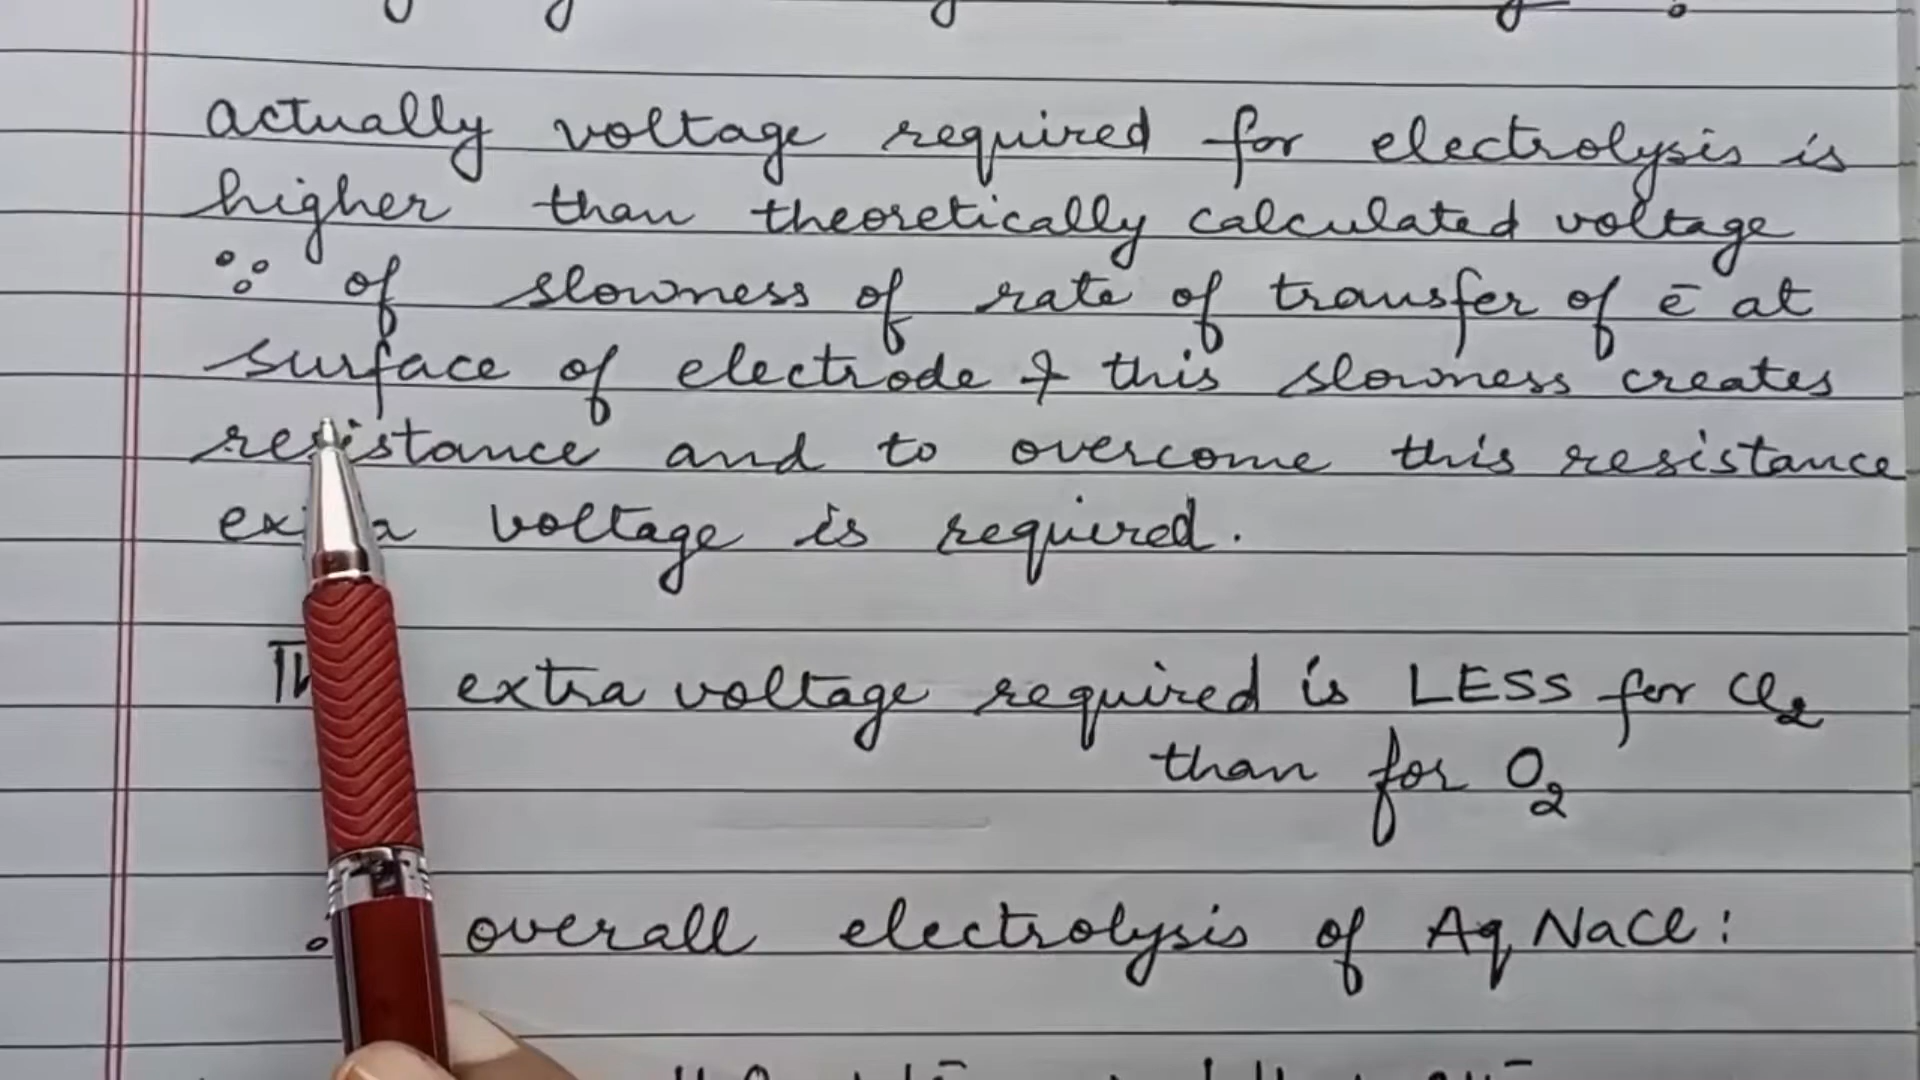 actually voltage required for electrolysis is
higher than theoretically calculated voltage
∵ of slowness of rate of transfer of ē at
surface of electrode & this slowness creates
resistance and to overcome this resistance
voltage is required.
extra voltage required is LESS for Cl₂
than for O₂
overall electrolysis of Aq NaCl: